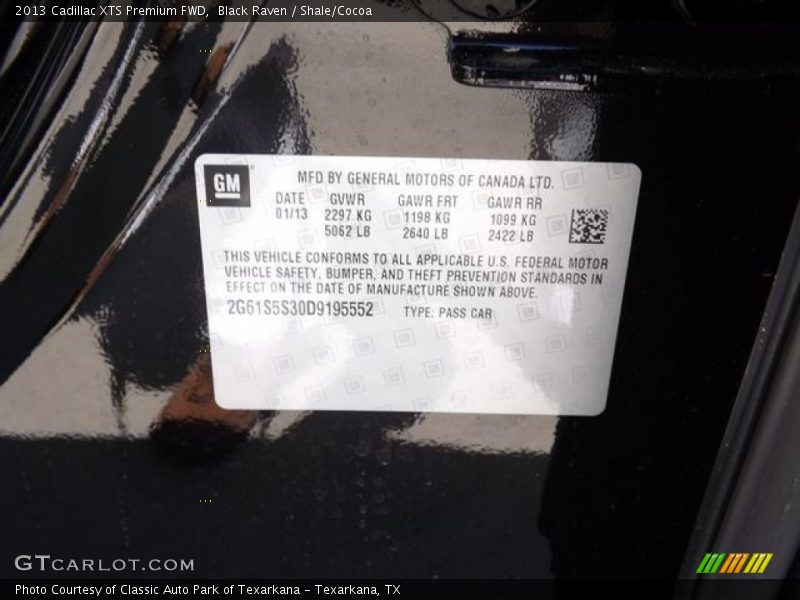 2013 Cadillac XTS Premium FWD, Black Raven / Shale/Cocoa
GM
MFD BY GENERAL MOTORS OF CANADA LTD.
DATE GVWR GAWR FRT GAWR RR
01/13 2297 KG 1198 KG 1099 KG
5062 LB 2640 LB 2422 LB
THIS VEHICLE CONFORMS TO ALL APPLICABLE U.S. FEDERAL MOTOR
VEHICLE SAFETY, BUMPER, AND THEFT PREVENTION STANDARDS IN
EFFECT ON THE DATE OF MANUFACTURE SHOWN ABOVE.
2G61S5S30D9195552 TYPE: PASS CAR
GTCARLOT.COM
Photo Courtesy of Classic Auto Park of Texarkana - Texarkana, TX